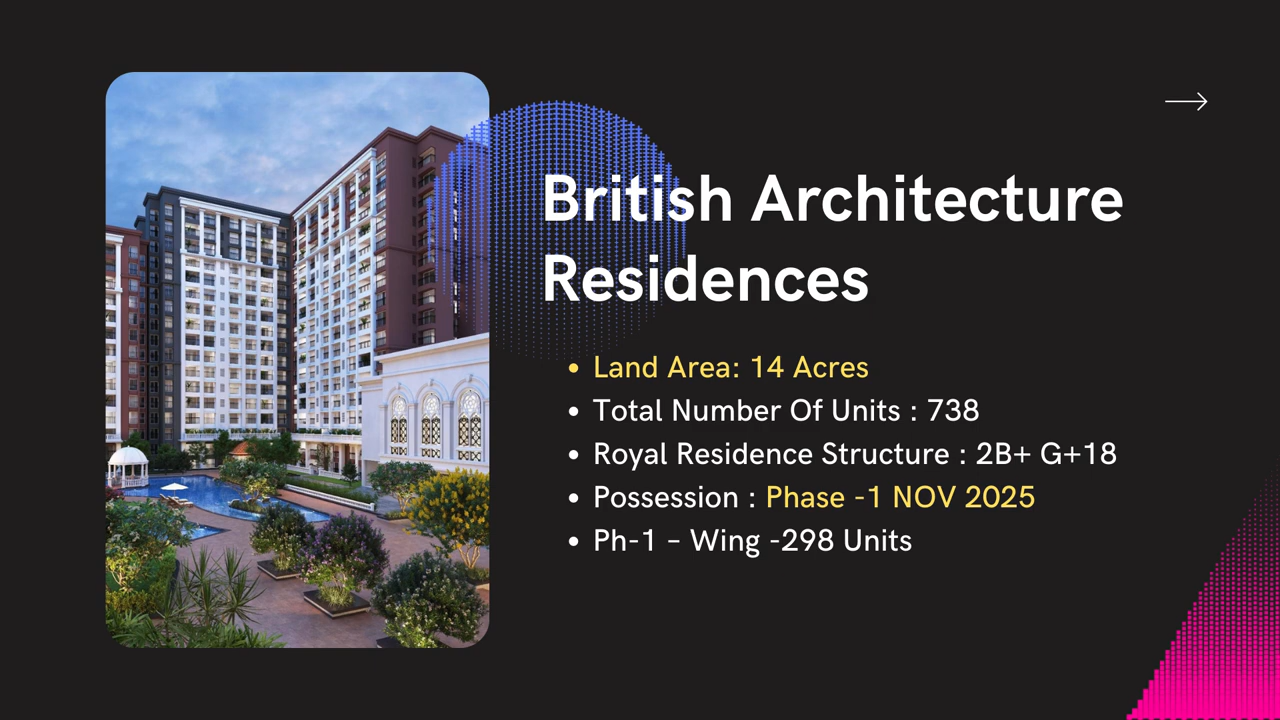 British Architecture
Residences
Land Area: 14 Acres
Total Number Of Units : 738
Royal Residence Structure : 2B+ G+18
Possession : Phase -1 NOV 2025
Ph-1 – Wing -298 Units